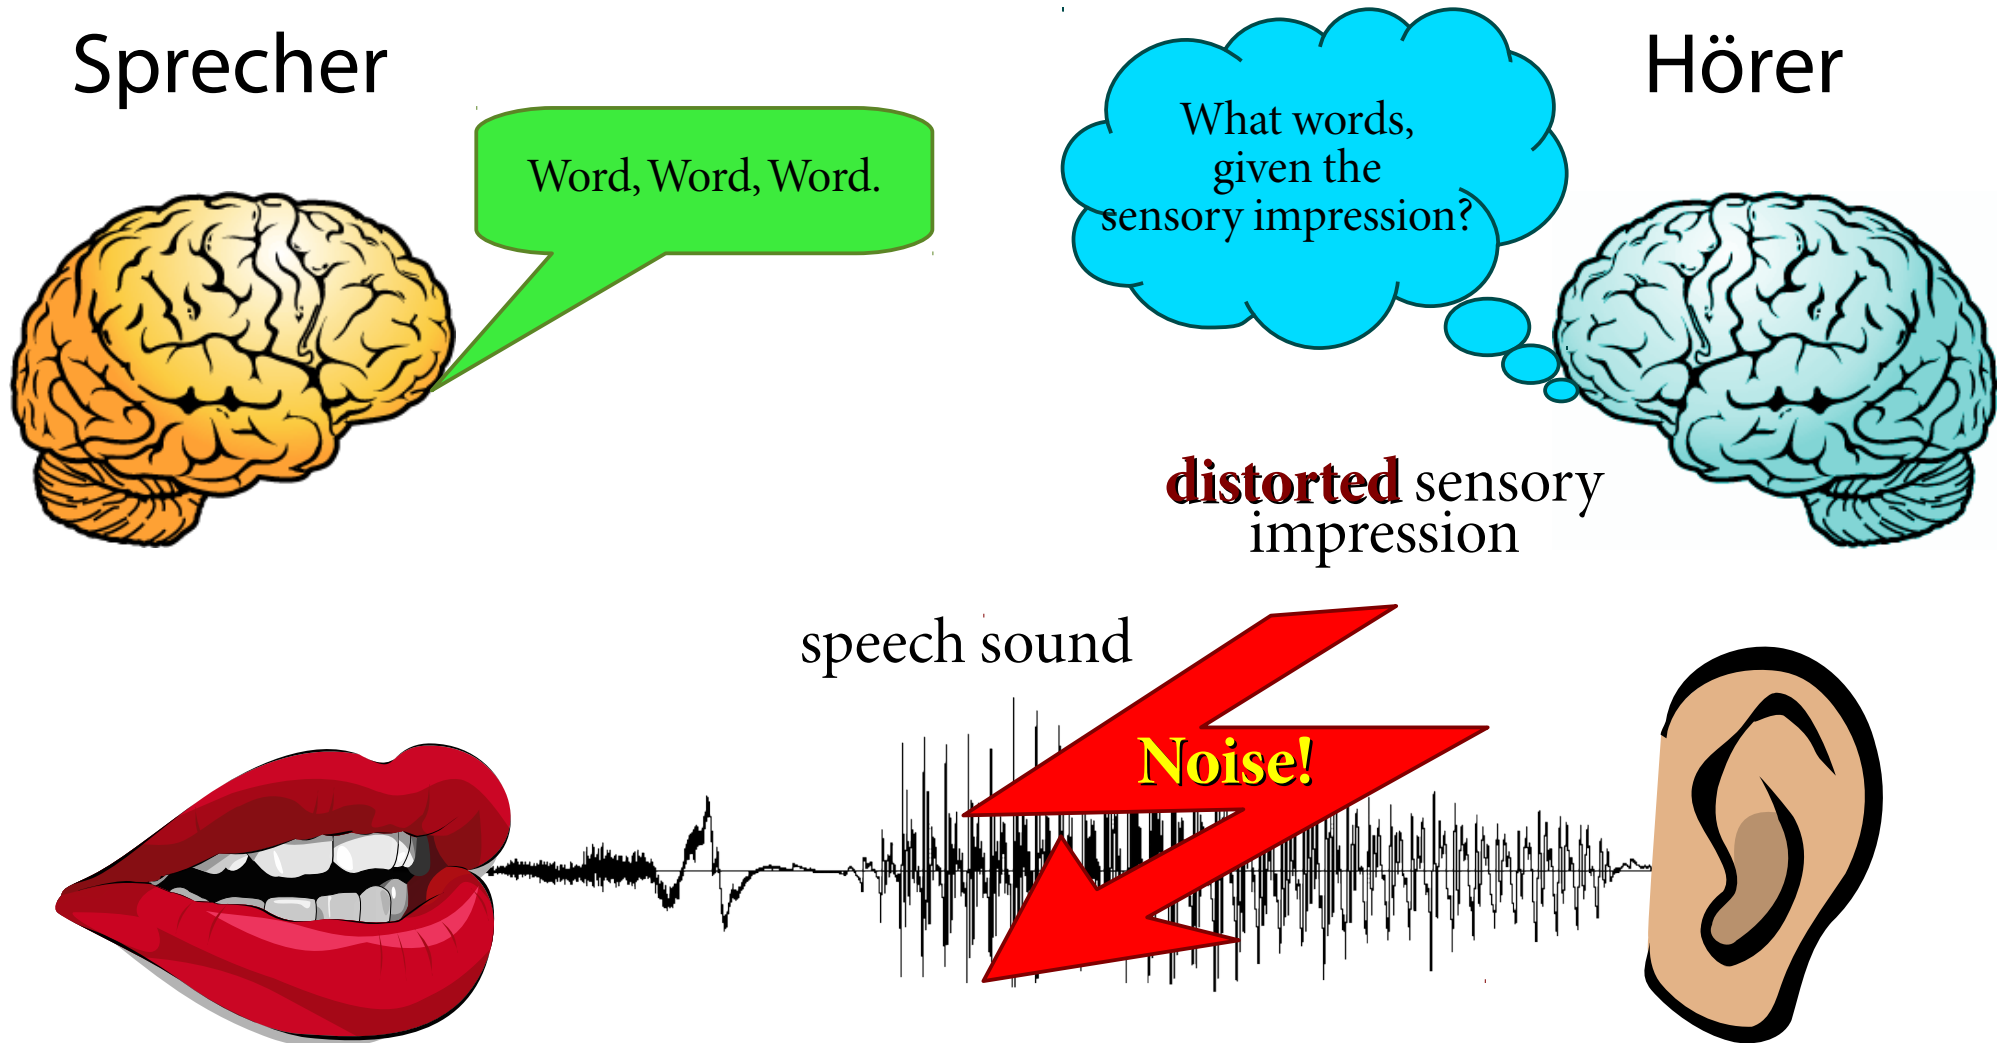 Sprecher
Hörer
Word, Word, Word.
What words,
given the
sensory impression?
distorted sensory
impression
speech sound
Noise!